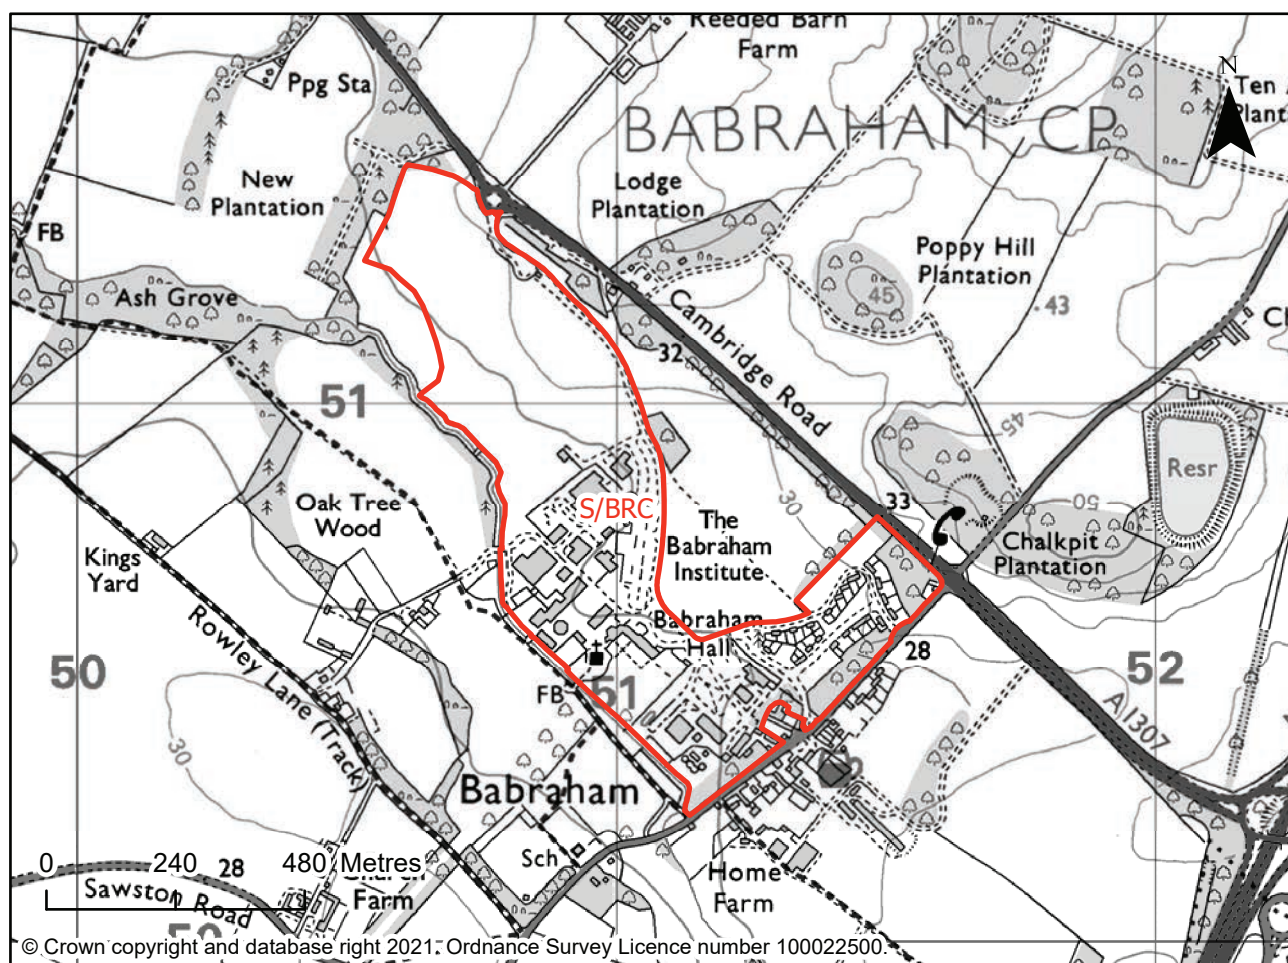 Reeded Barn
Farm
Ppg Sta
N
BABRAHAM CP
New
Plantation
Lodge
Plantation
FB
Poppy Hill
Plantation
Ash Grove
45
43
Cambridge Road
32
51
45
Resr
S/BRC
Oak Tree
Wood
30
The
Babraham
Institute
33
50
Chalkpit
Plantation
Kings
Yard
Babraham
Hall
28
50
52
Rowley Lane (Track)
FB
51
A1307
30
Babraham
Sch
0 240 480 Metres
28
Sawston Road
Farm
Home
Farm
© Crown copyright and database right 2021. Ordnance Survey Licence number 100022500.